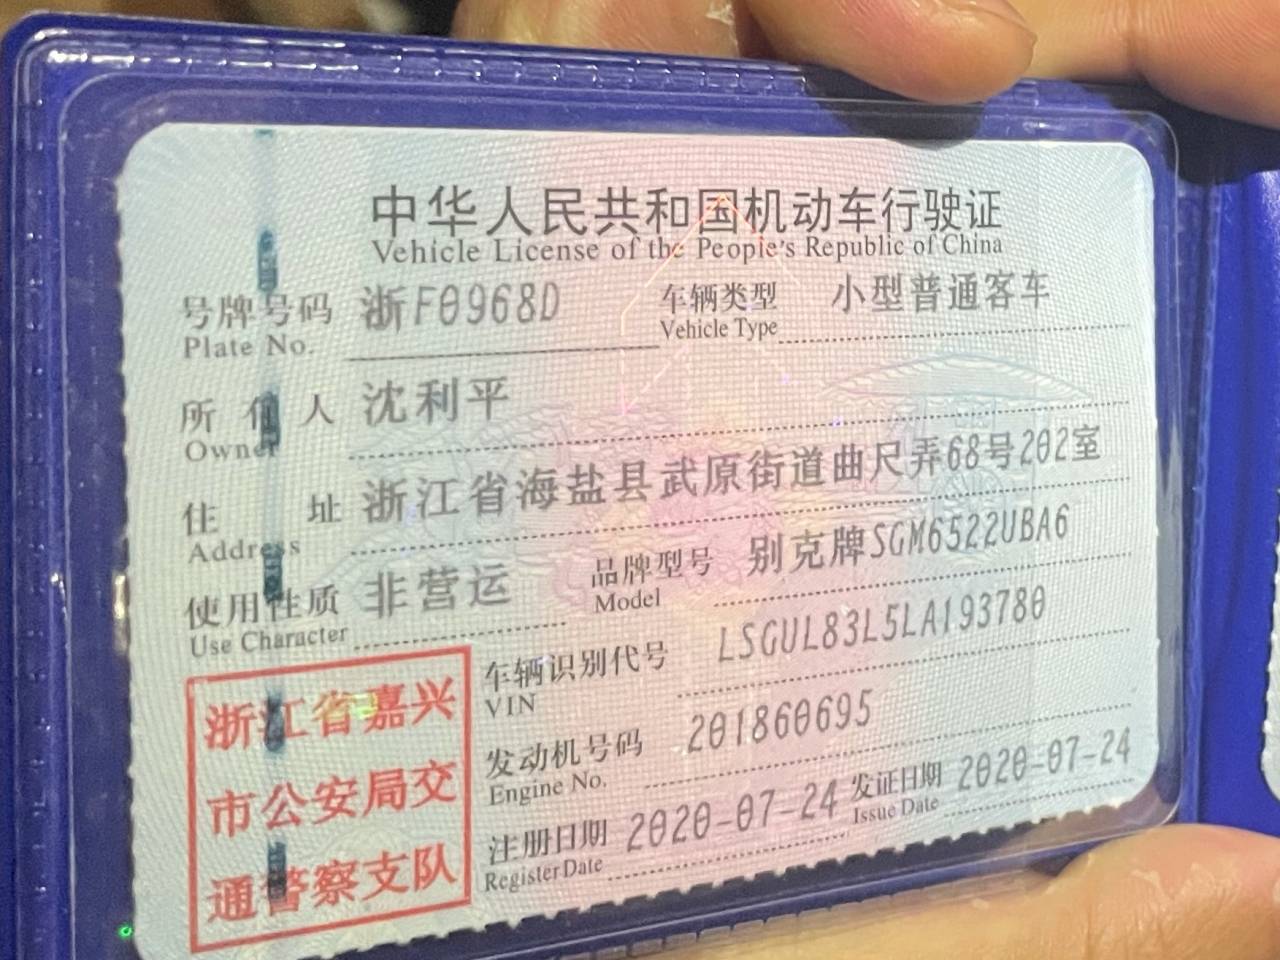 中华人民共和国机动车行驶证
Vehicle License of the People's Republic of China
号牌号码 浙F0968D 车辆类型 小型普通客车
Plate No. Vehicle Type
所有人 沈利平
Owner
住址 浙江省海盐县武原街道曲尺弄68号202室
Address
使用性质 非营运 品牌型号 别克牌SGM6522UBA6
Use Character Model
车辆识别代号 LSGUL83L5LA193780
VIN
发动机号码 201860695
Engine No.
注册日期 2020-07-24 发证日期 2020-07-24
Register Date Issue Date
浙江省嘉兴
市公安局交
通警察支队